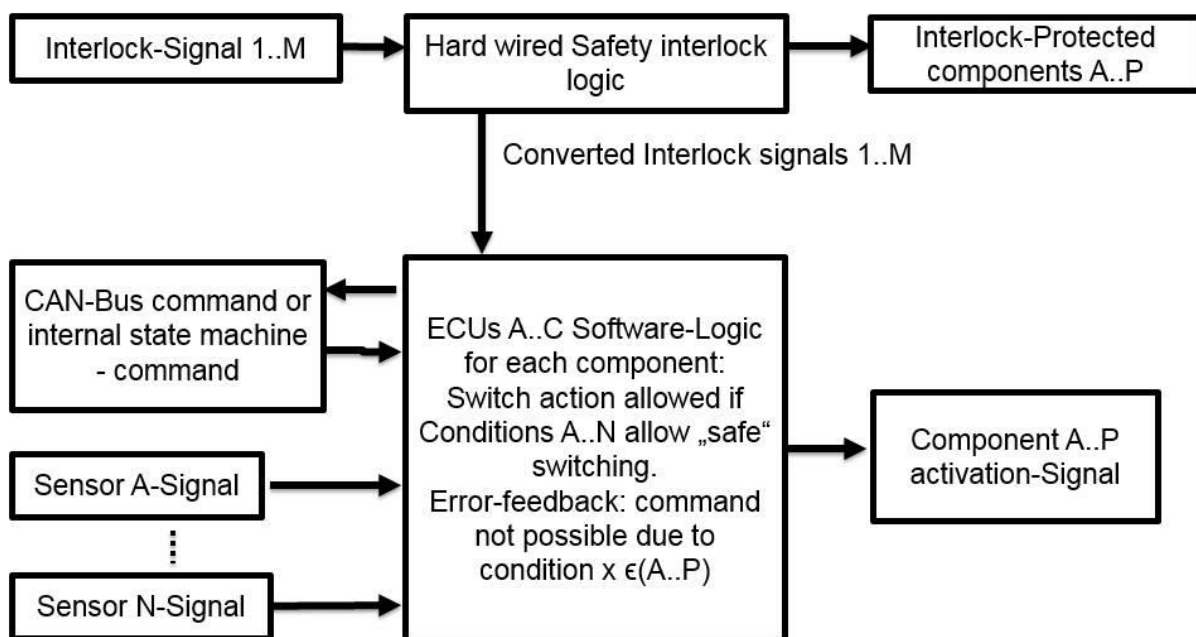 Interlock-Signal 1..M
Hard wired Safety interlock
logic
Interlock-Protected
components A..P
Converted Interlock signals 1..M
CAN-Bus command or
internal state machine
- command
ECUs A..C Software-Logic
for each component:
Switch action allowed if
Conditions A..N allow „safe“
switching.
Error-feedback: command
not possible due to
condition x ϵ(A..P)
Component A..P
activation-Signal
Sensor A-Signal
Sensor N-Signal